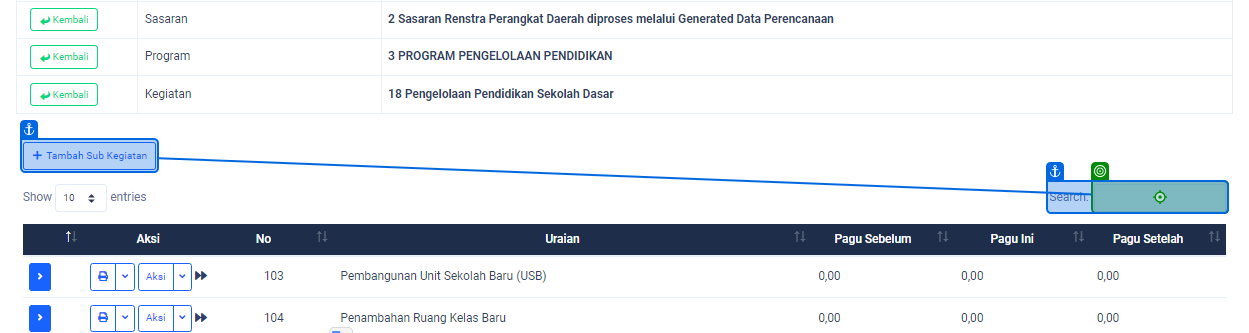 Kembali Sasaran 2 Sasaran Renstra Perangkat Daerah diproses melalui Generated Data Perencanaan
Kembali Program 3 PROGRAM PENGELOLAAN PENDIDIKAN
Kembali Kegiatan 18 Pengelolaan Pendidikan Sekolah Dasar
+ Tambah Sub Kegiatan
Show 10 entries Search:
Aksi No Uraian Pagu Sebelum Pagu Ini Pagu Setelah
Aksi 103 Pembangunan Unit Sekolah Baru (USB) 0,00 0,00 0,00
Aksi 104 Penambahan Ruang Kelas Baru 0,00 0,00 0,00